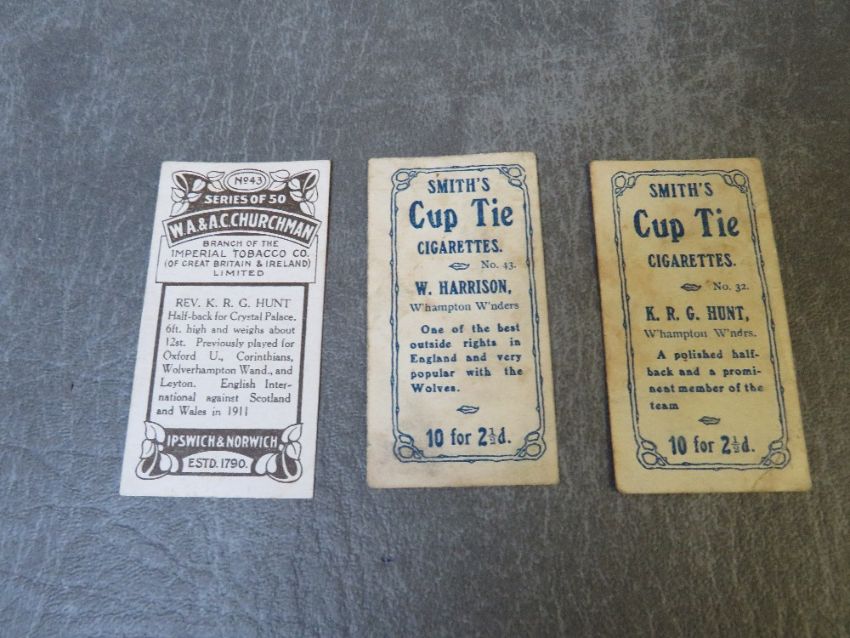 No 43
SERIES OF 50
W.A.& A.C. CHURCHMAN
BRANCH OF THE
IMPERIAL TOBACCO CO.
(OF GREAT BRITAIN & IRELAND)
LIMITED
REV. K. R. G. HUNT
Half-back for Crystal Palace,
6ft. high and weighs about
12st. Previously played for
Oxford U., Corinthians,
Wolverhampton Wand., and
Leyton. English Inter-
national against Scotland
and Wales in 1911
IPSWICH & NORWICH
ESTD. 1790.
SMITH'S
Cup Tie
CIGARETTES.
No. 43.
W. HARRISON,
W'hampton W'nders
One of the best
outside rights in
England and very
popular with the
Wolves.
10 for 2½d.
SMITH'S
Cup Tie
CIGARETTES.
No. 32.
K. R. G. HUNT,
W'hampton W'nders.
A polished half-
back and a promi-
nent member of the
team
10 for 2½d.